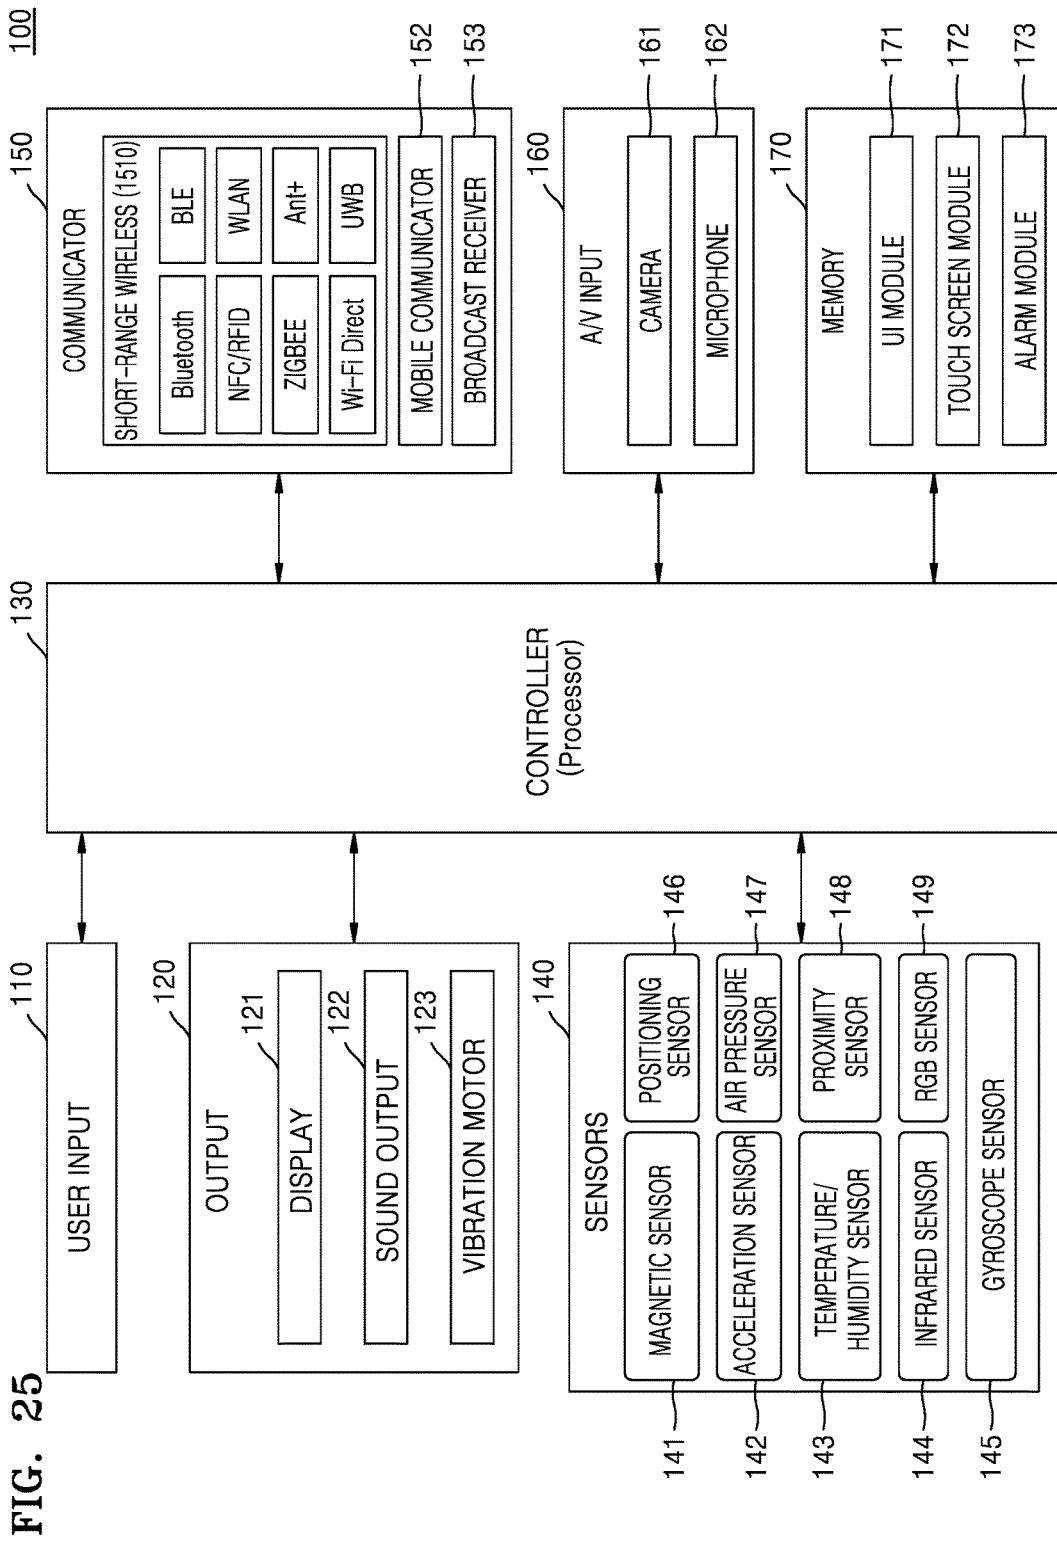 FIG. 25
100
110
USER INPUT
120
OUTPUT
121
DISPLAY
122
SOUND OUTPUT
123
VIBRATION MOTOR
140
SENSORS
141
MAGNETIC SENSOR
POSITIONING
SENSOR
146
142
ACCELERATION SENSOR
AIR PRESSURE
SENSOR
147
143
TEMPERATURE/
HUMIDITY SENSOR
PROXIMITY
SENSOR
148
144
INFRARED SENSOR
RGB SENSOR
149
145
GYROSCOPE SENSOR
130
CONTROLLER
(Processor)
150
COMMUNICATOR
SHORT-RANGE WIRELESS (1510)
Bluetooth
BLE
NFC/RFID
WLAN
ZIGBEE
Ant+
Wi-Fi Direct
UWB
MOBILE COMMUNICATOR
152
BROADCAST RECEIVER
153
160
A/V INPUT
CAMERA
161
MICROPHONE
162
170
MEMORY
UI MODULE
171
TOUCH SCREEN MODULE
172
ALARM MODULE
173